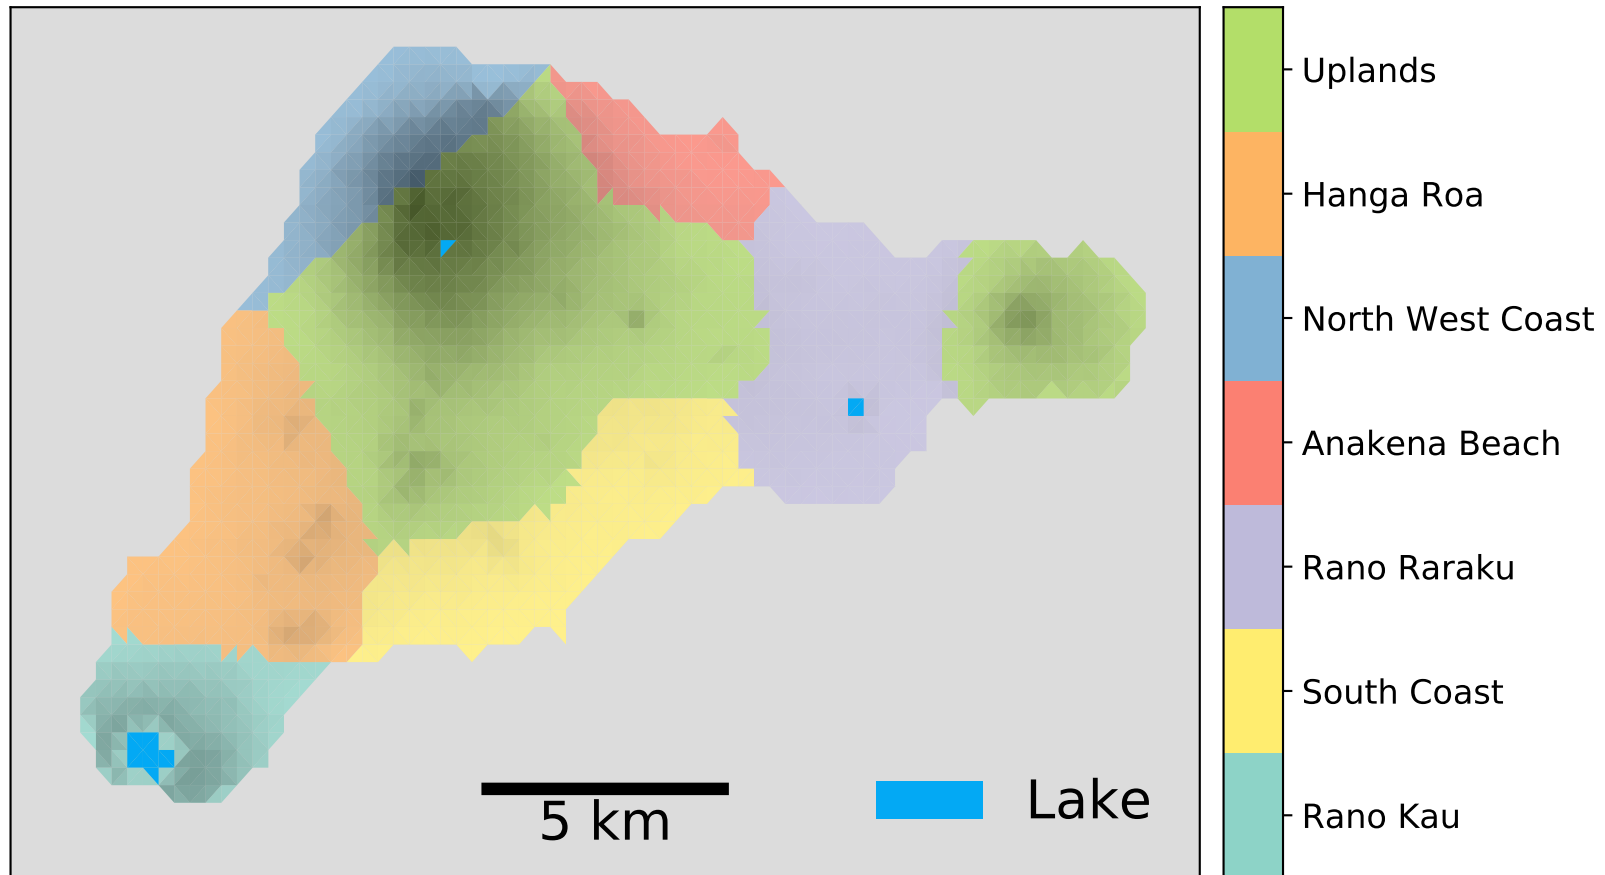 Uplands
Hanga Roa
North West Coast
Anakena Beach
Rano Raraku
South Coast
Rano Kau
5 km
Lake